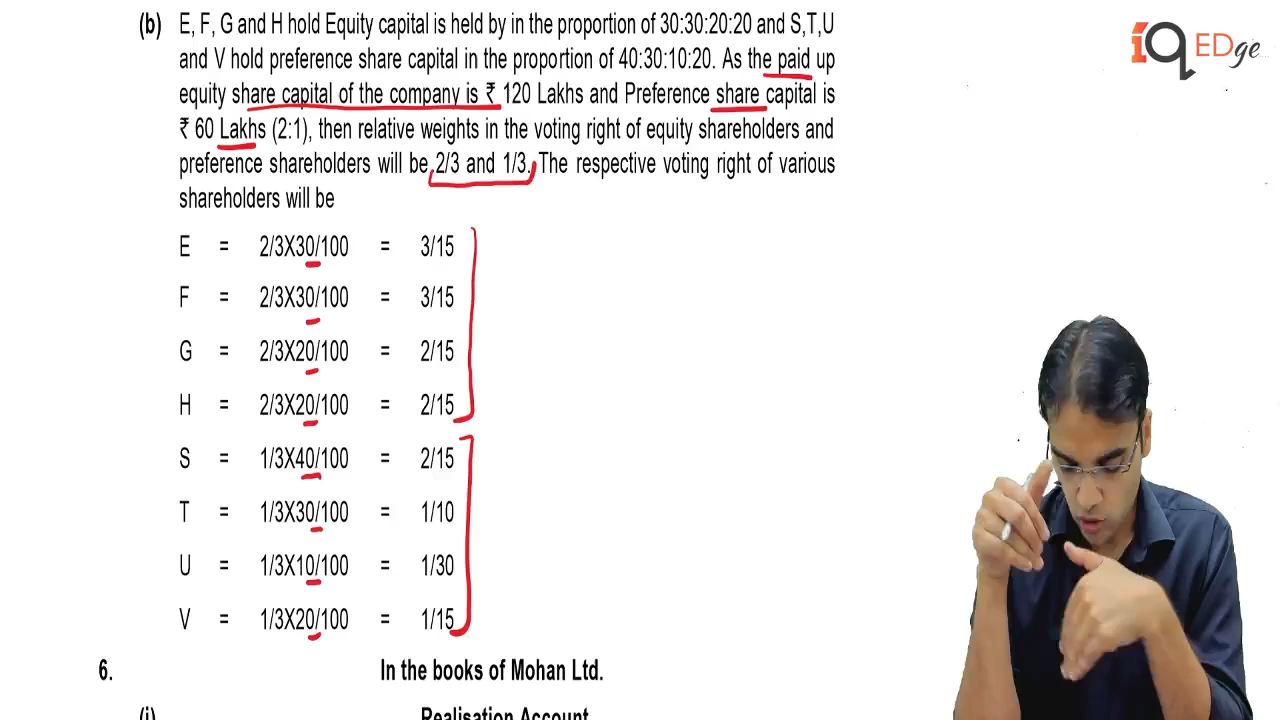 iQ EDge
(b) E, F, G and H hold Equity capital is held by in the proportion of 30:30:20:20 and S,T,U
and V hold preference share capital in the proportion of 40:30:10:20. As the paid up
equity share capital of the company is ₹ 120 Lakhs and Preference share capital is
₹ 60 Lakhs (2:1), then relative weights in the voting right of equity shareholders and
preference shareholders will be 2/3 and 1/3. The respective voting right of various
shareholders will be
E = 2/3X30/100 = 3/15
F = 2/3X30/100 = 3/15
G = 2/3X20/100 = 2/15
H = 2/3X20/100 = 2/15
S = 1/3X40/100 = 2/15
T = 1/3X30/100 = 1/10
U = 1/3X10/100 = 1/30
V = 1/3X20/100 = 1/15
6. In the books of Mohan Ltd.
(i) Realisation Account